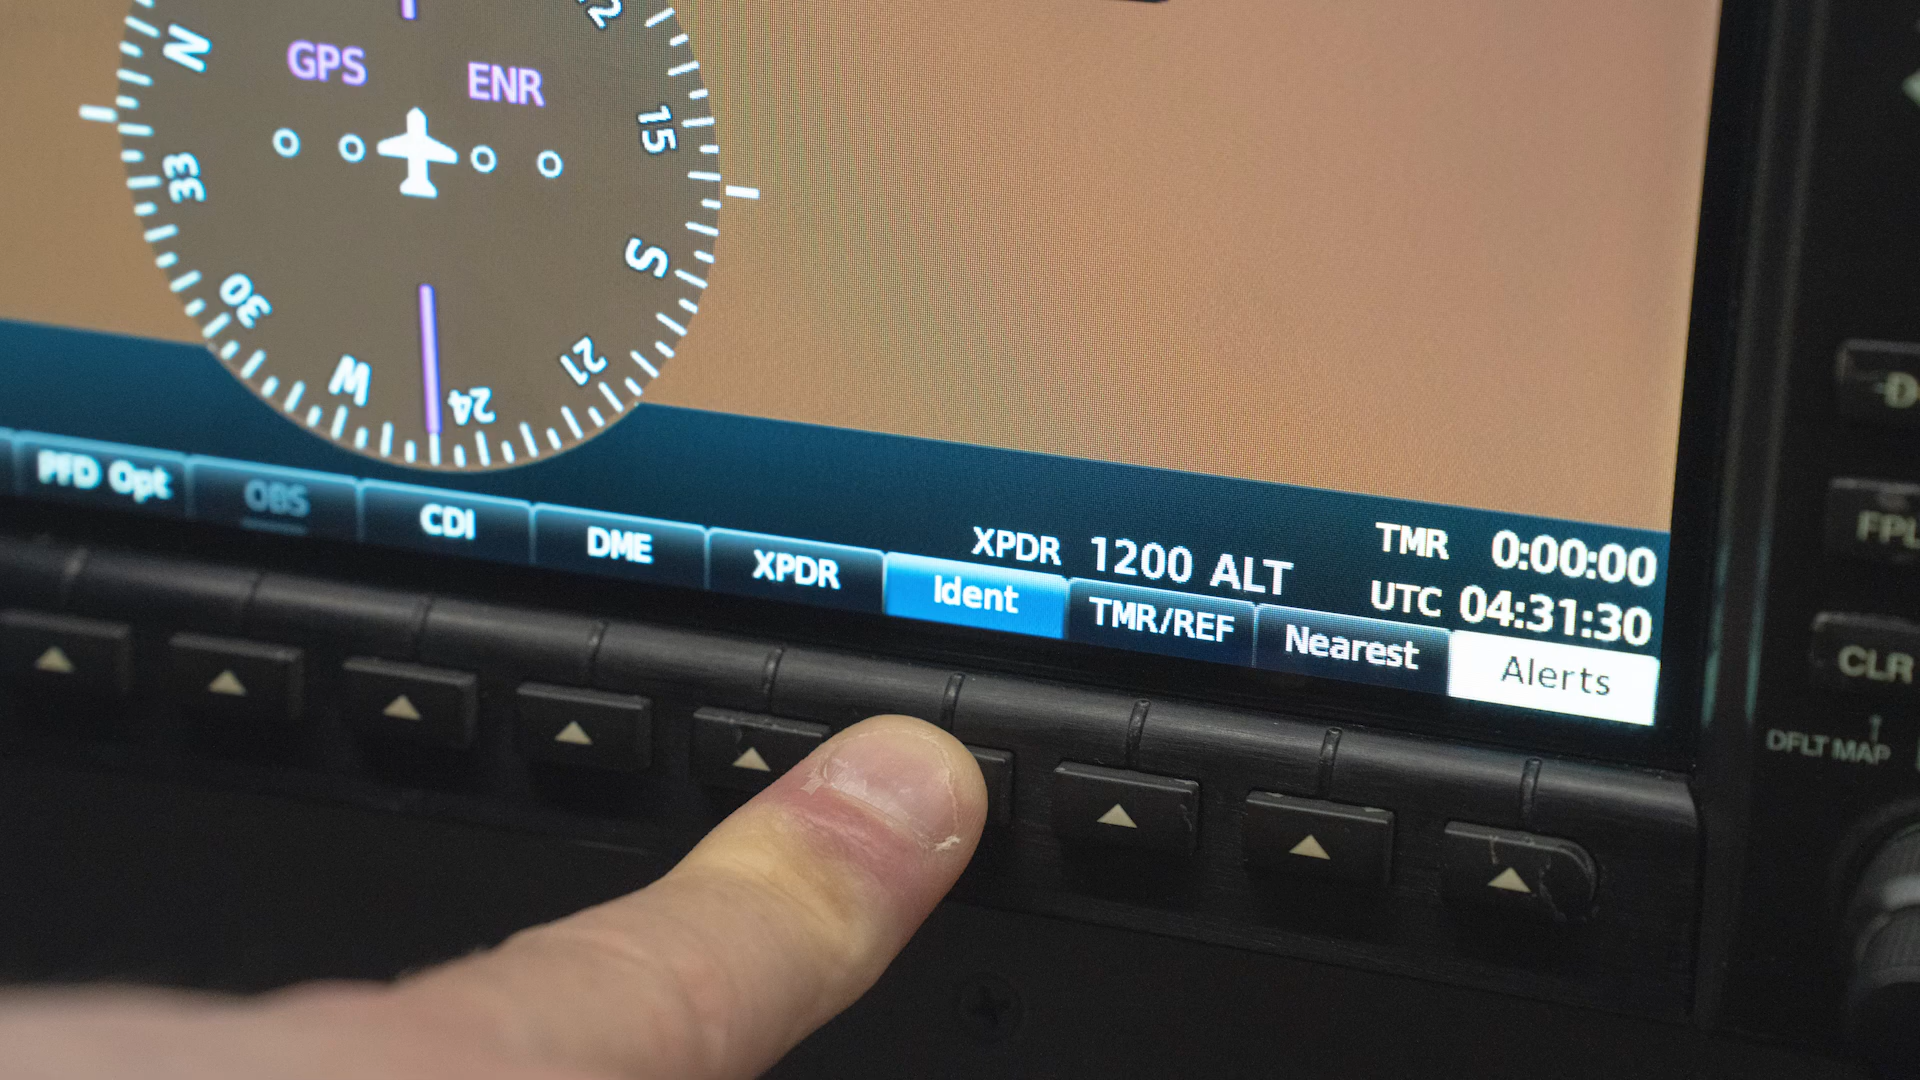 12
N
GPS
ENR
15
33
S
30
21
W
24
PFD Opt
OBS
CDI
DME
XPDR
Ident
TMR/REF
Nearest
Alerts
XPDR 1200 ALT
TMR 0:00:00
UTC 04:31:30
FPL
CLR
DFLT MAP